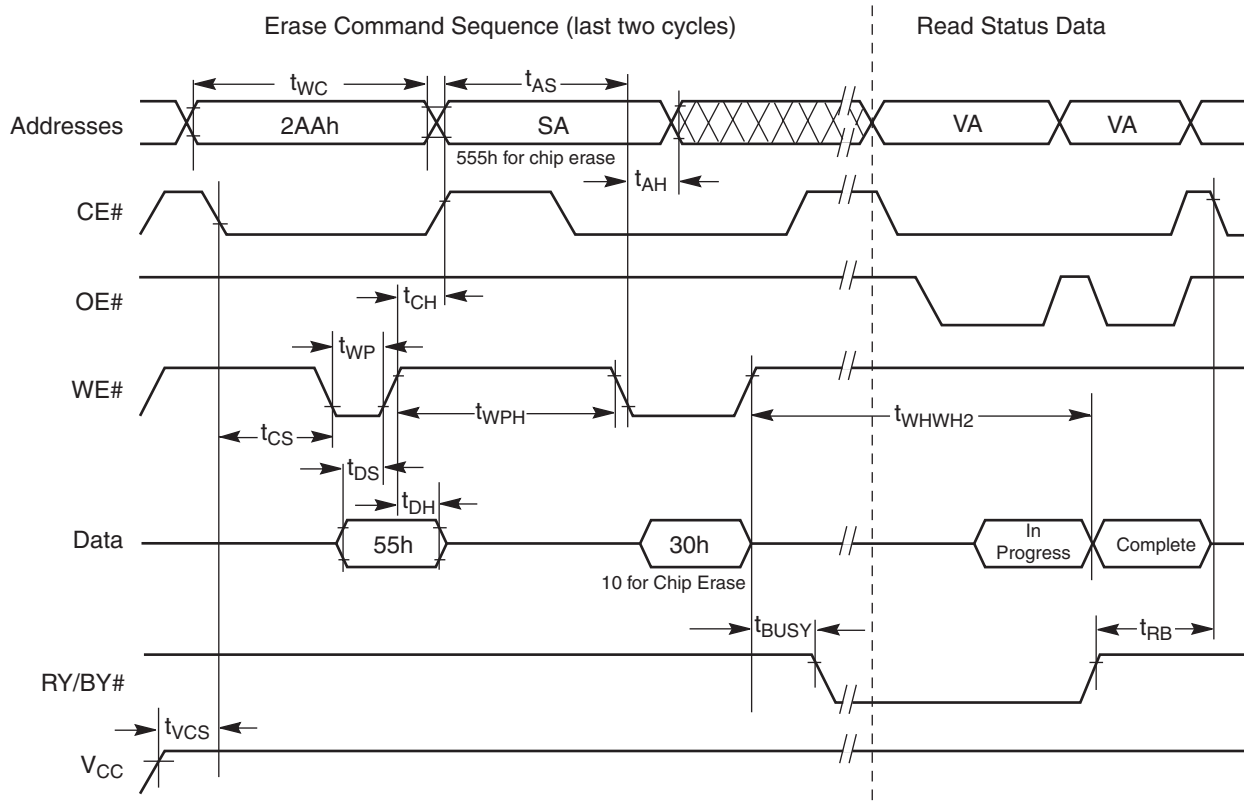 Erase Command Sequence (last two cycles)
Read Status Data
tWC
tAS
Addresses
2AAh
SA
VA
VA
555h for chip erase
tAH
CE#
OE#
tCH
tWP
WE#
tWPH
tWHWH2
tCS
tDS
tDH
Data
55h
30h
In
Progress
Complete
10 for Chip Erase
tBUSY
tRB
RY/BY#
tVCS
VCC